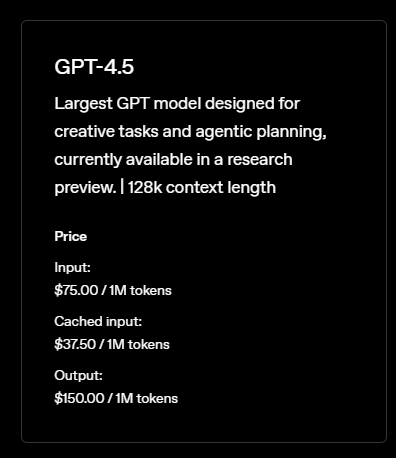 GPT-4.5
Largest GPT model designed for
creative tasks and agentic planning,
currently available in a research
preview. | 128k context length
Price
Input:
$75.00 / 1M tokens
Cached input:
$37.50 / 1M tokens
Output:
$150.00 / 1M tokens